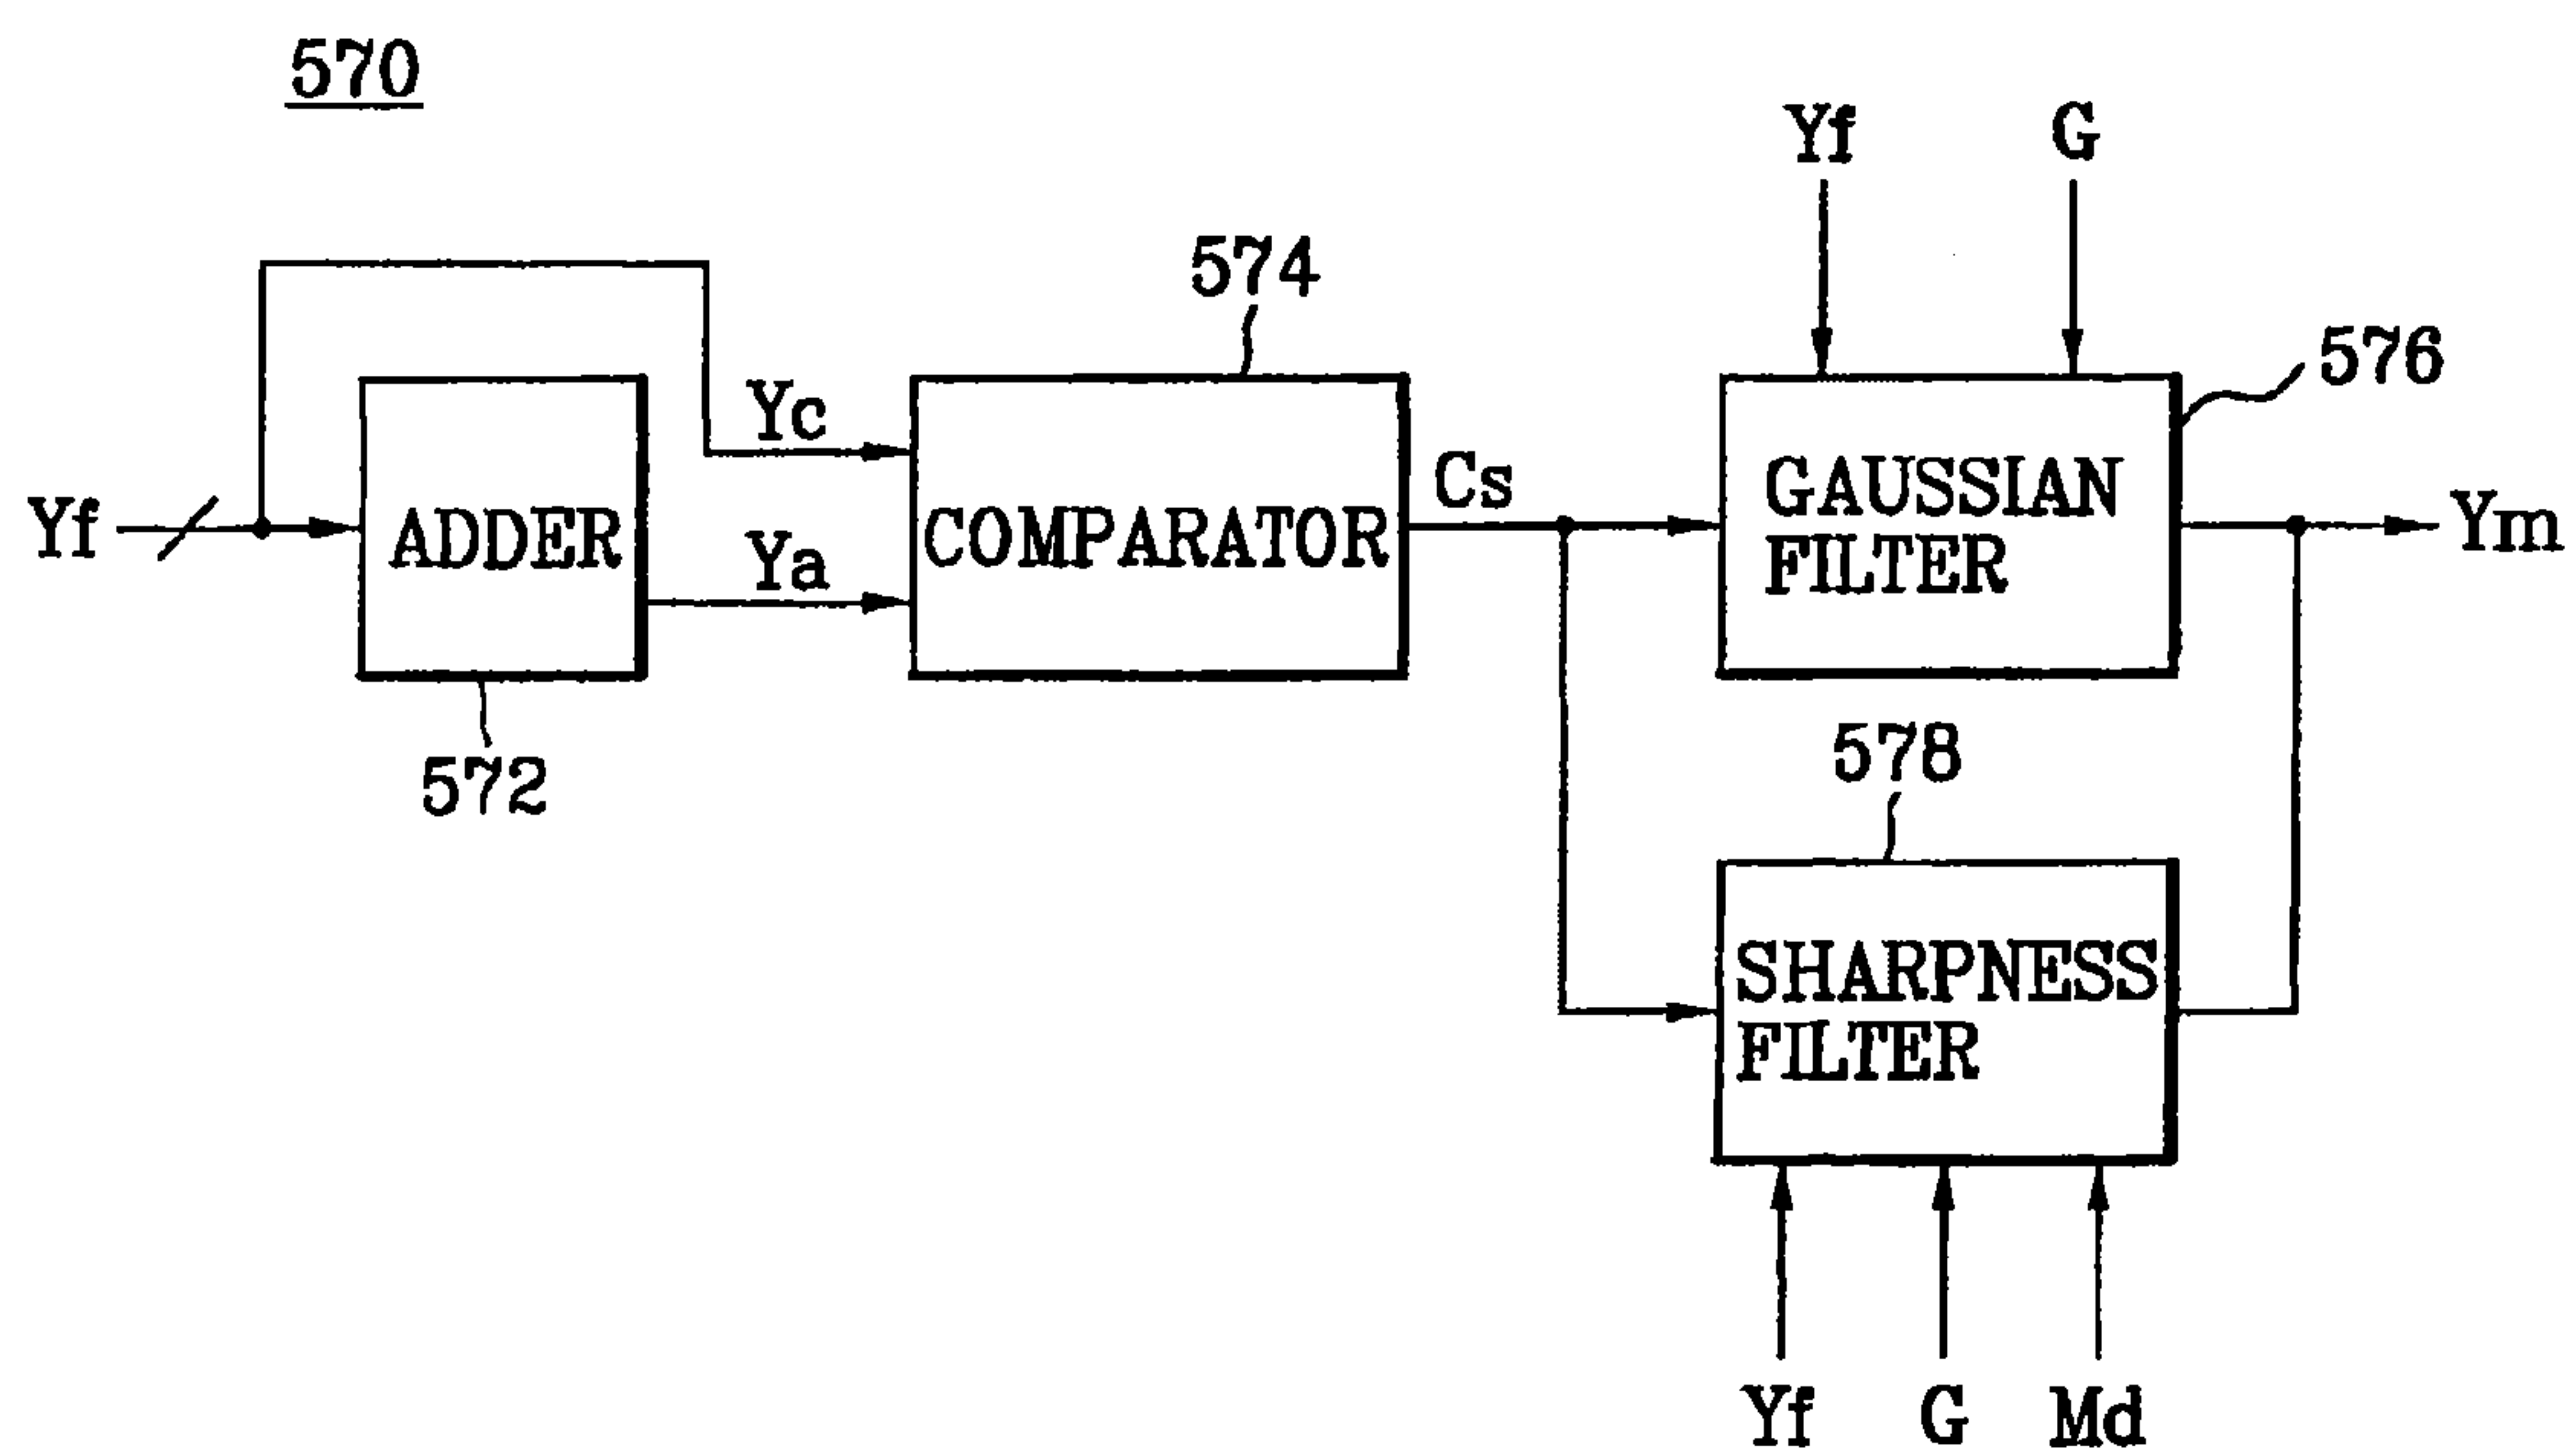 570
Yf
G
574
576
Yc
Cs
GAUSSIAN
FILTER
Yf
ADDER
COMPARATOR
Ym
Ya
572
578
SHARPNESS
FILTER
Yf
G
Md